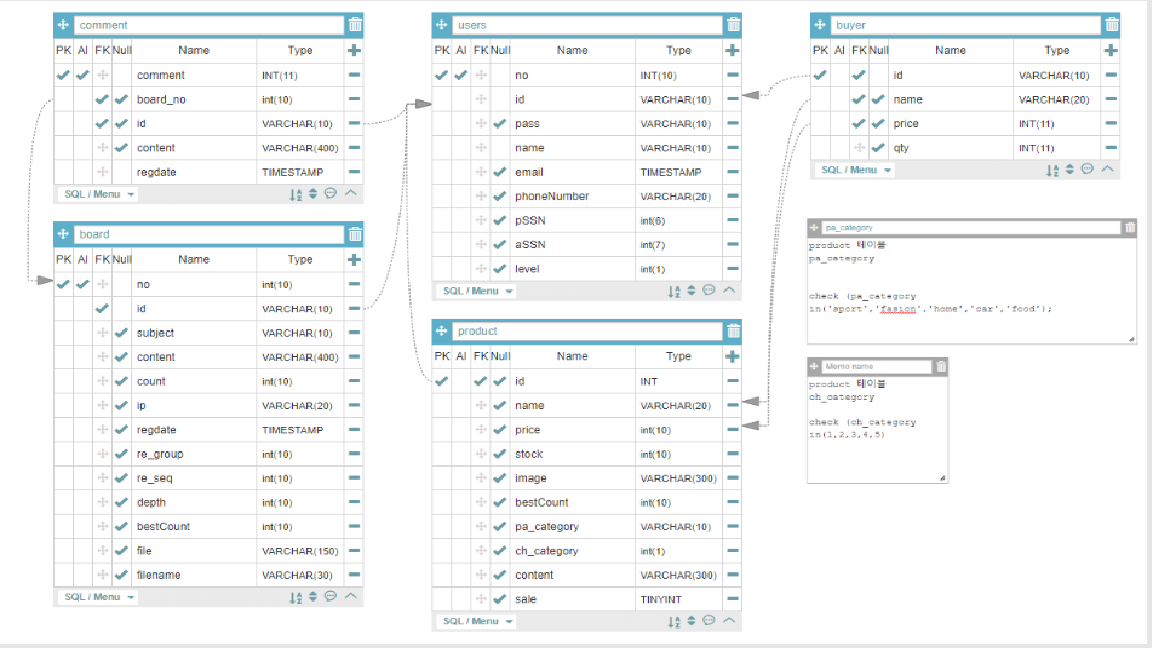 comment
PK AI FK Null Name Type
comment INT(11)
board_no int(10)
id VARCHAR(10)
content VARCHAR(400)
regdate TIMESTAMP
SQL / Menu
board
PK AI FK Null Name Type
no int(10)
id VARCHAR(10)
subject VARCHAR(10)
content VARCHAR(400)
count int(10)
ip VARCHAR(20)
regdate TIMESTAMP
re_group int(10)
re_seq int(10)
depth int(10)
bestCount int(10)
file VARCHAR(150)
filename VARCHAR(30)
SQL / Menu
users
PK AI FK Null Name Type
no INT(10)
id VARCHAR(10)
pass VARCHAR(10)
name VARCHAR(10)
email TIMESTAMP
phoneNumber VARCHAR(20)
pSSN int(6)
aSSN int(7)
level int(1)
SQL / Menu
product
PK AI FK Null Name Type
id INT
name VARCHAR(20)
price int(10)
stock int(10)
image VARCHAR(300)
bestCount int(10)
pa_category VARCHAR(10)
ch_category int(1)
content VARCHAR(300)
sale TINYINT
SQL / Menu
buyer
PK AI FK Null Name Type
id VARCHAR(10)
name VARCHAR(20)
price INT(11)
qty INT(11)
SQL / Menu
pa_category
product 테이블
pa_category
check (pa_category
in('sport','fasion','home","car','food');
Memo name
product 테이블
ch_category
check (ch_category
in(1,2,3,4,5)